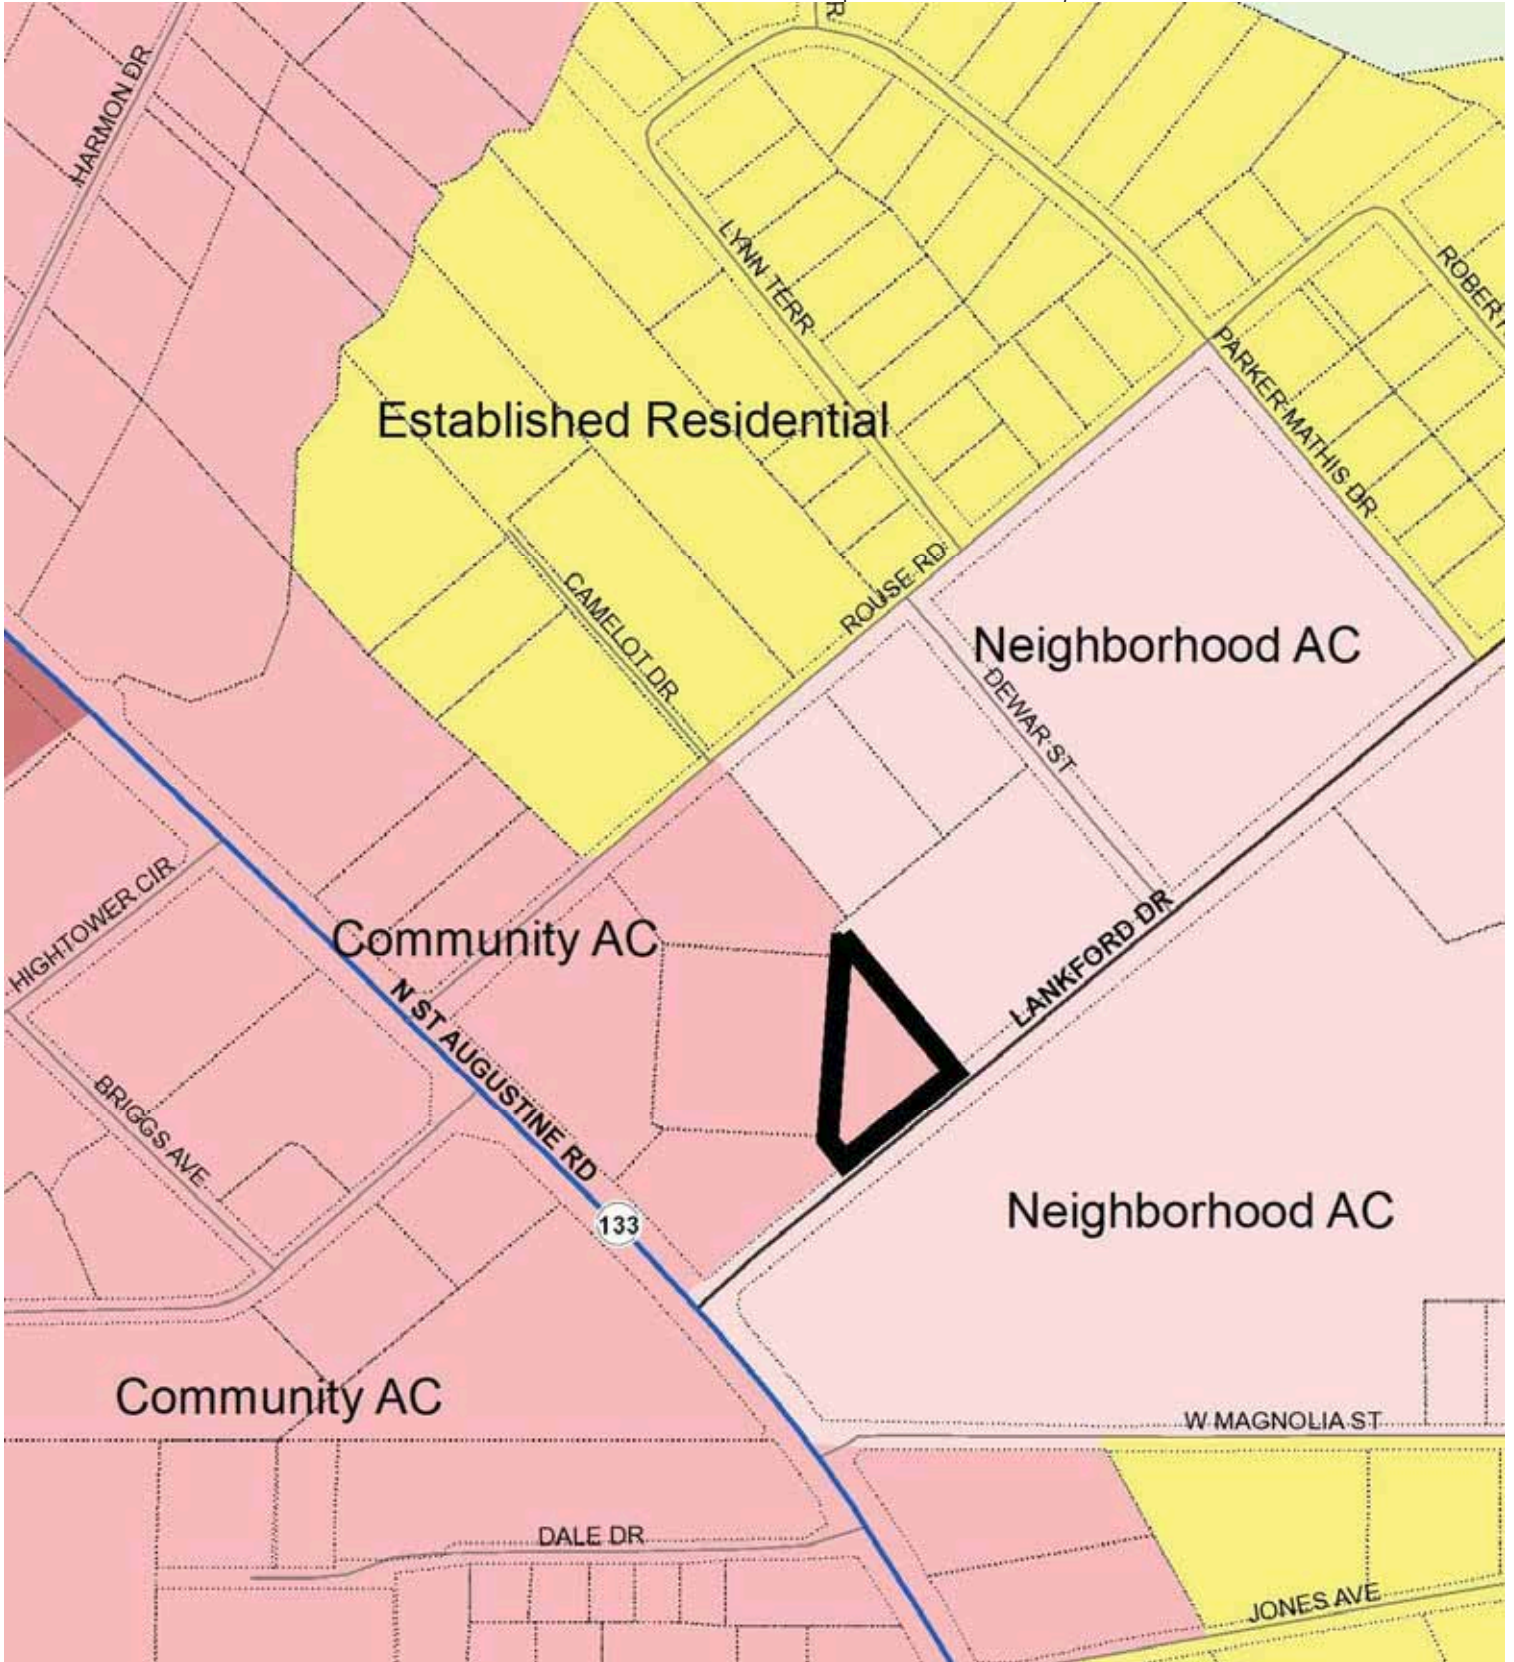 HARMON DR
LYNN TERR
ROBERT
PARKER MATHIS DR
Established Residential
ROUSE RD
CAMELOT DR
Neighborhood AC
DEWAR ST
HIGHTOWER CIR
Community AC
LANKFORD DR
N ST AUGUSTINE RD
BRIGGS AVE
133
Neighborhood AC
Community AC
W MAGNOLIA ST
DALE DR
JONES AVE